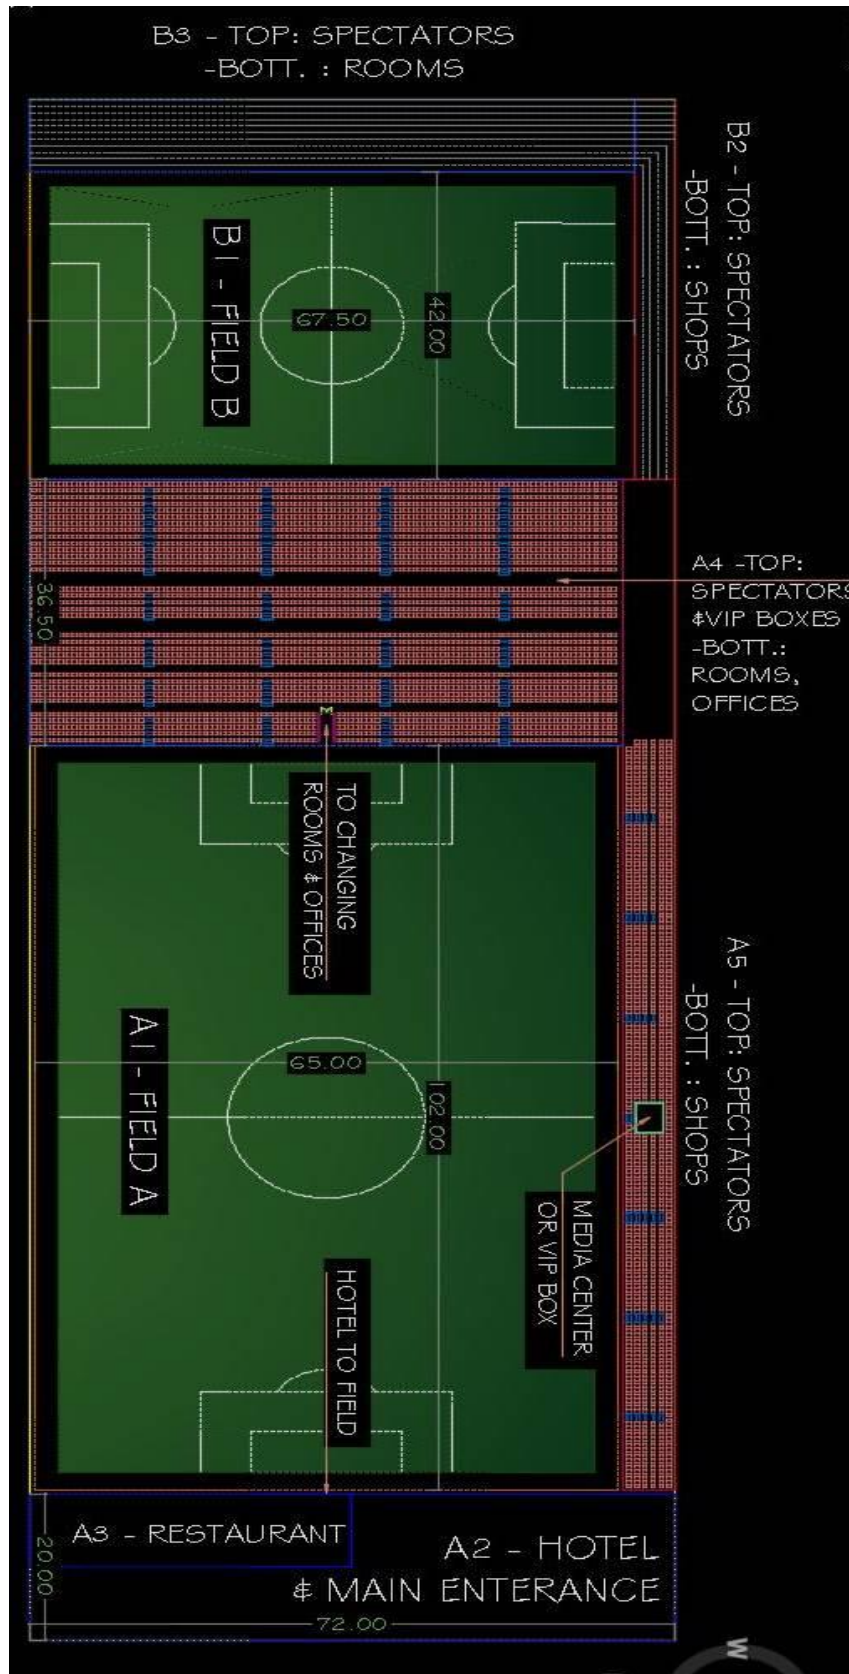 B3 - TOP: SPECTATORS
-BOTT. : ROOMS
B2 - TOP: SPECTATORS
-BOTT. : SHOPS
B1 - FIELD B
67.50
42.00
A4 -TOP:
SPECTATORS
&VIP BOXES
-BOTT.:
ROOMS,
OFFICES
36.50
M
TO CHANGING
ROOMS & OFFICES
A5 - TOP: SPECTATORS
-BOTT. : SHOPS
A1 - FIELD A
65.00
102.00
MEDIA CENTER
OR VIP BOX
HOTEL TO FIELD
A3 - RESTAURANT
A2 - HOTEL
& MAIN ENTERANCE
20.00
72.00
W